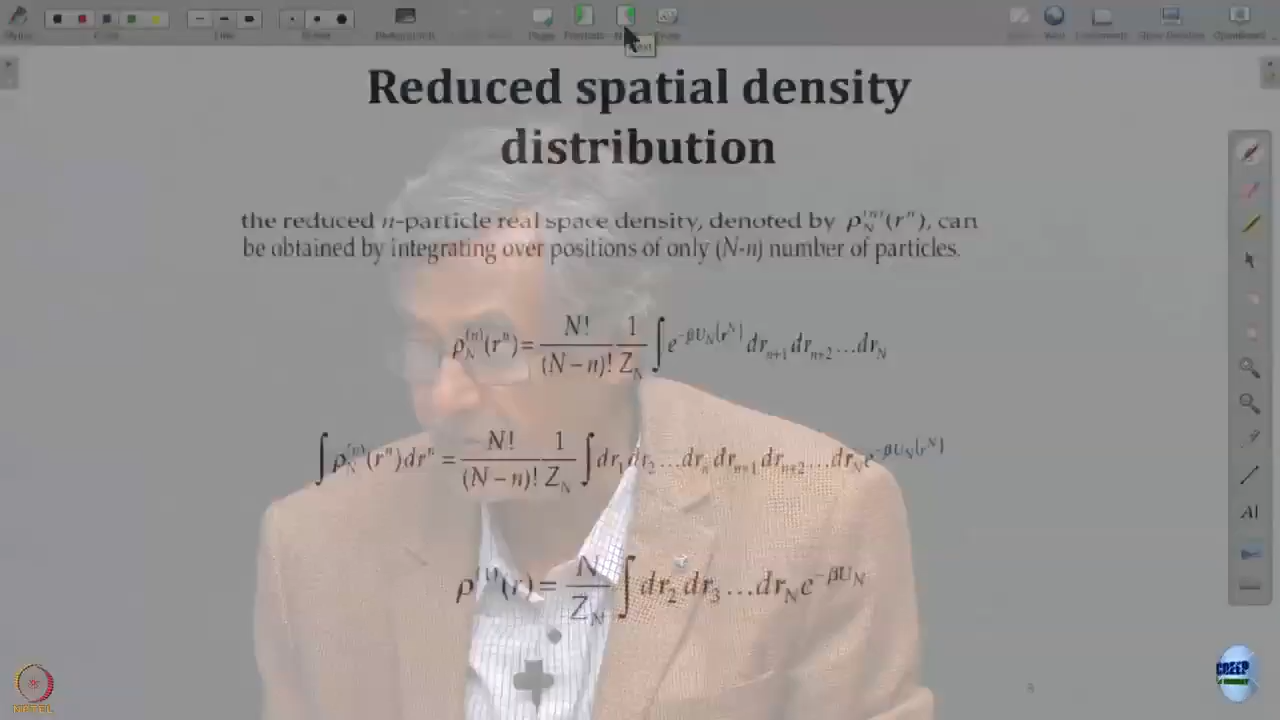 Reduced spatial density
distribution
the reduced n-particle real space density, denoted by ρ_N^(n)(r^n), can
be obtained by integrating over positions of only (N-n) number of particles.
ρ_N^(n)(r^n) = N!/(N−n)! 1/Z_N ∫ e^{−βU_N(r^N)} dr_{n+1} dr_{n+2} ... dr_N
∫ ρ_N^(n)(r^n) dr^n = N!/(N−n)! 1/Z_N ∫ dr_1 dr_2 ... dr_n dr_{n+1} dr_{n+2} ... dr_N e^{−βU_N(r^N)}
ρ^(1)(r) = N/Z_N ∫ dr_2 dr_3 ... dr_N e^{−βU_N}
NPTEL